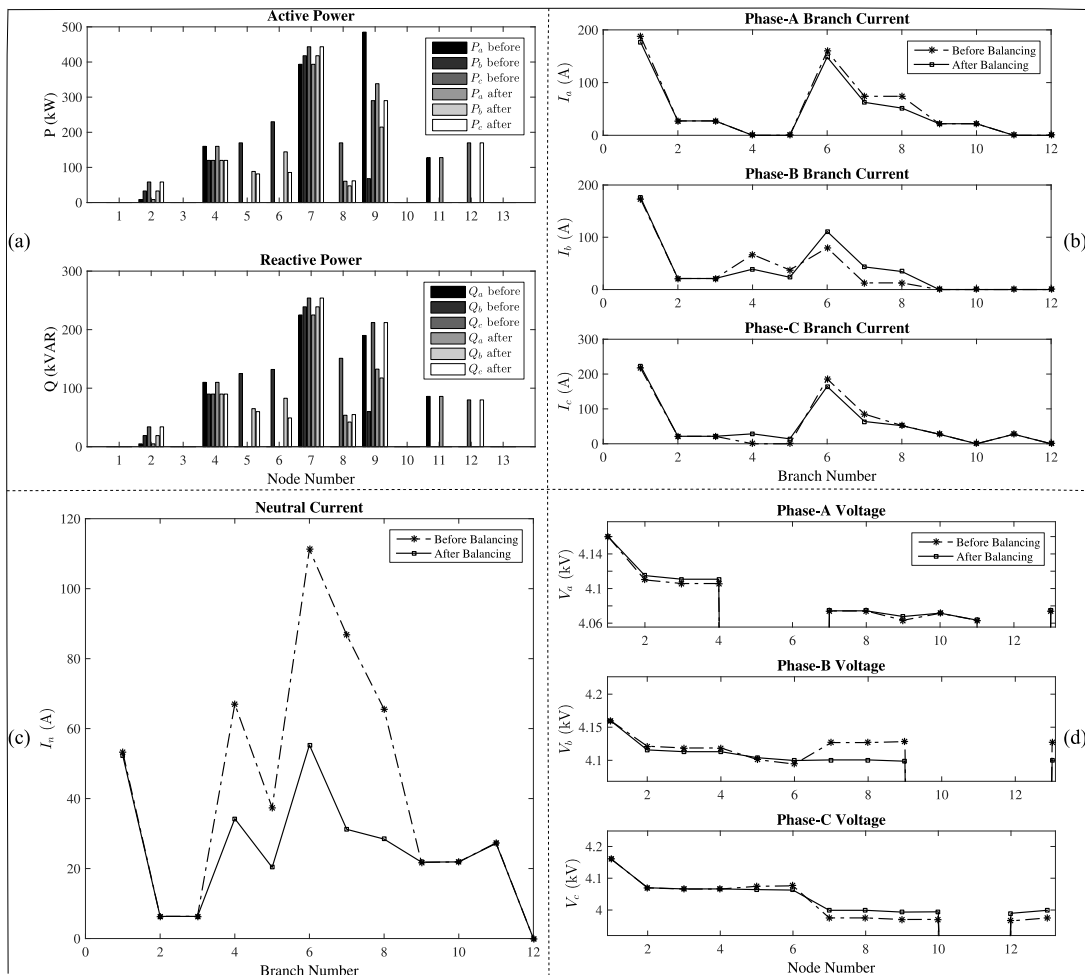 Active Power
500
400
300
200
100
0
P (kW)
P_a before
P_b before
P_c before
P_a after
P_b after
P_c after
1 2 3 4 5 6 7 8 9 10 11 12 13
(a)
Reactive Power
300
200
100
0
Q (kVAR)
Q_a before
Q_b before
Q_c before
Q_a after
Q_b after
Q_c after
1 2 3 4 5 6 7 8 9 10 11 12 13
Node Number
Phase-A Branch Current
200
100
0
I_a (A)
Before Balancing
After Balancing
0 2 4 6 8 10 12
Phase-B Branch Current
200
100
0
I_b (A)
0 2 4 6 8 10 12
(b)
Phase-C Branch Current
300
200
100
0
I_c (A)
0 2 4 6 8 10 12
Branch Number
Neutral Current
120
100
80
60
40
20
0
I_n (A)
Before Balancing
After Balancing
0 2 4 6 8 10 12
Branch Number
(c)
Phase-A Voltage
4.14
4.1
4.06
V_a (kV)
Before Balancing
After Balancing
2 4 6 8 10 12
Phase-B Voltage
4.2
4.15
4.1
V_b (kV)
2 4 6 8 10 12
(d)
Phase-C Voltage
4.2
4.1
4
V_c (kV)
2 4 6 8 10 12
Node Number